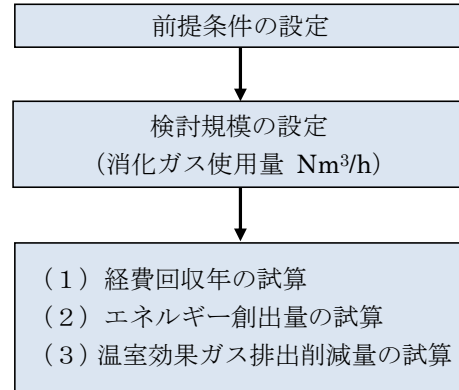 前提条件の設定
検討規模の設定
(消化ガス使用量 Nm³/h)
(1)経費回収年の試算
(2)エネルギー創出量の試算
(3)温室効果ガス排出削減量の試算